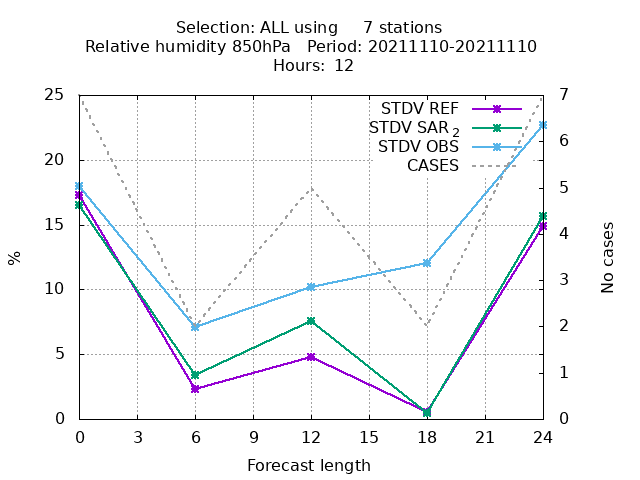 Selection: ALL using     7 stations
Relative humidity 850hPa   Period: 20211110-20211110
Hours: 12
25
20
15
10
5
0
%
7
6
5
4
3
2
1
0
No cases
STDV REF
STDV SAR 2
STDV OBS
CASES
0 3 6 9 12 15 18 21 24
Forecast length